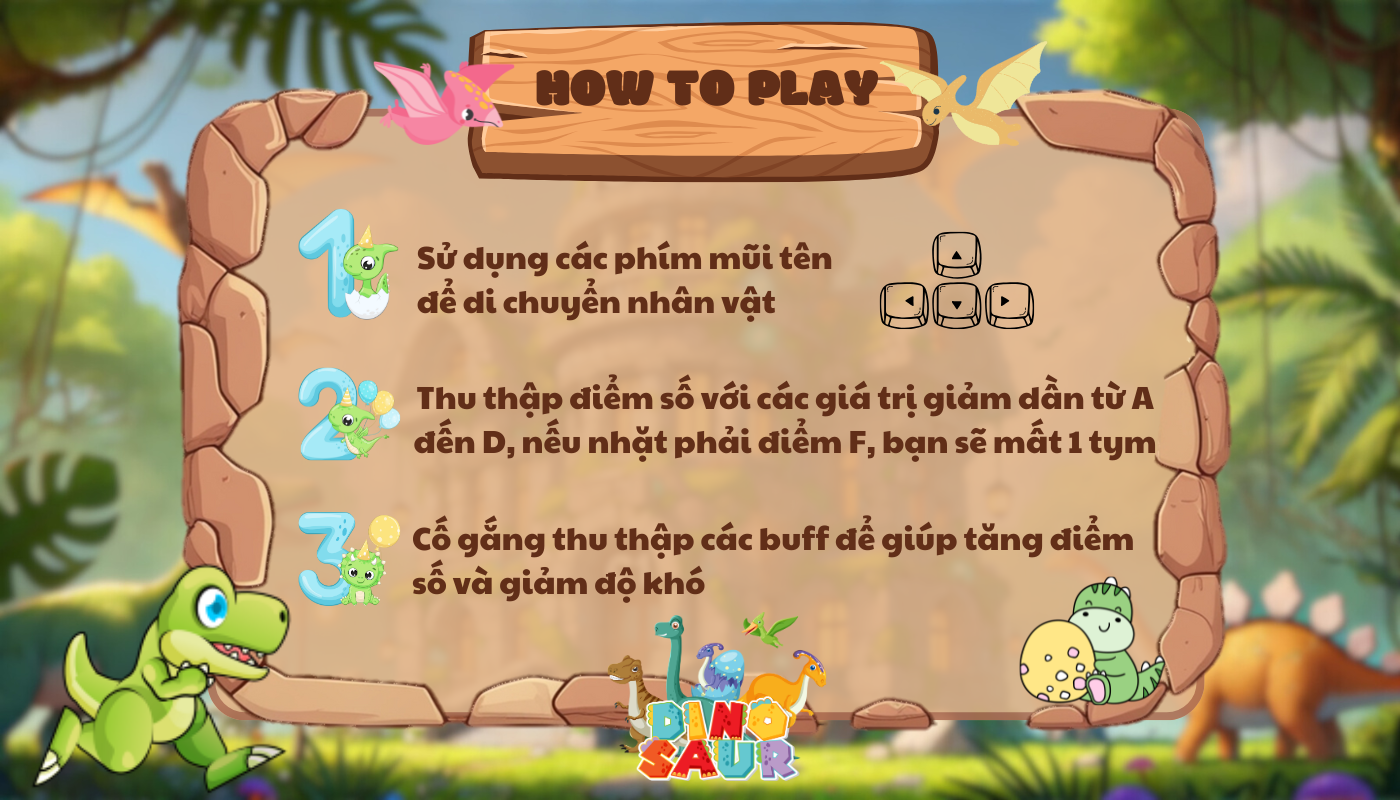 HOW TO PLAY
1
Sử dụng các phím mũi tên
để di chuyển nhân vật
2
Thu thập điểm số với các giá trị giảm dần từ A
đến D, nếu nhặt phải điểm F, bạn sẽ mất 1 tym
3
Cố gắng thu thập các buff để giúp tăng điểm
số và giảm độ khó
DINO
SAUR